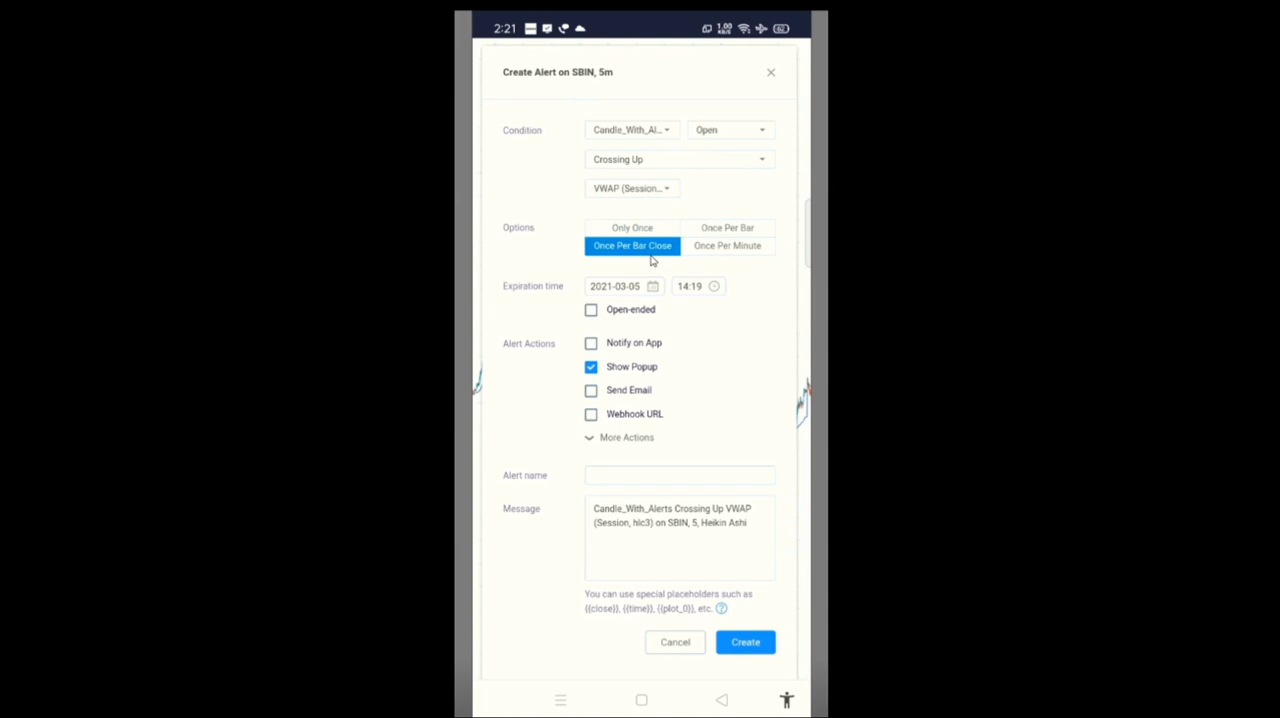 2:21
1.00
KB/S
62
Create Alert on SBIN, 5m
Condition
Candle_With_Al...
Open
Crossing Up
VWAP (Session...
Options
Only Once
Once Per Bar
Once Per Bar Close
Once Per Minute
Expiration time
2021-03-05
14:19
Open-ended
Alert Actions
Notify on App
Show Popup
Send Email
Webhook URL
More Actions
Alert name
Message
Candle_With_Alerts Crossing Up VWAP
(Session, hlc3) on SBIN, 5, Heikin Ashi
You can use special placeholders such as
{{close}}, {{time}}, {{plot_0}}, etc. ?
Cancel
Create